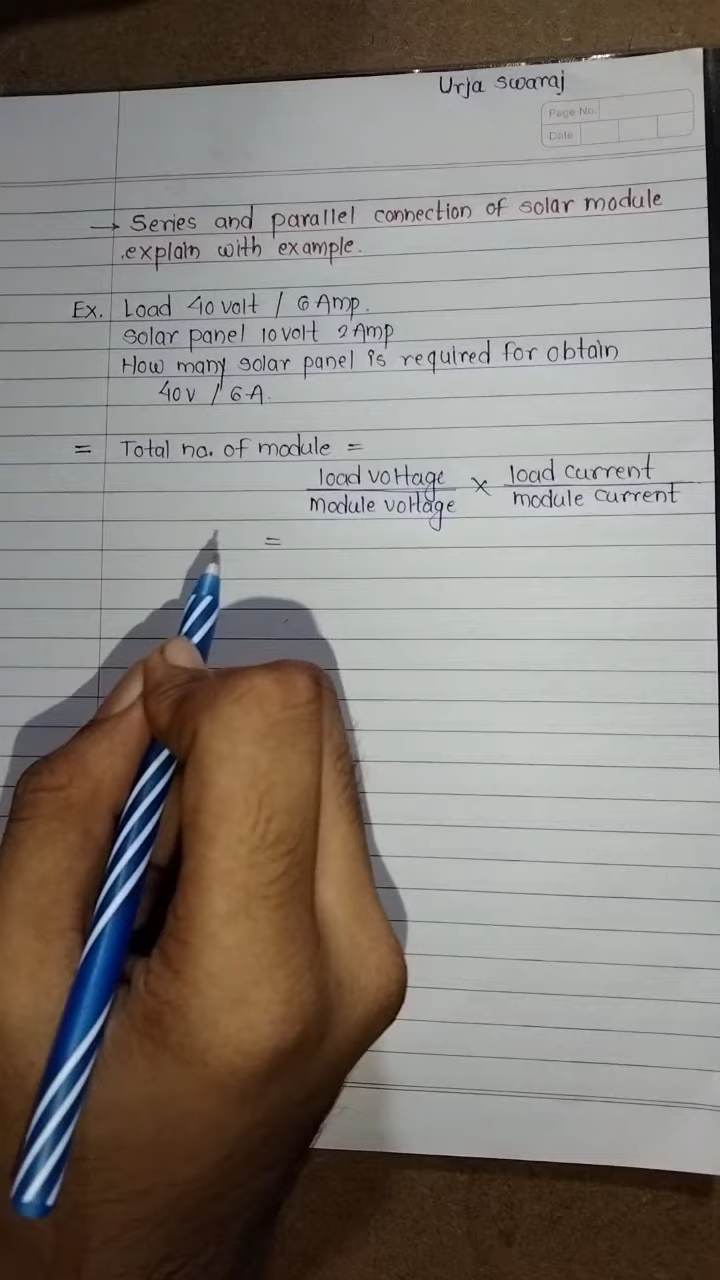 Urja swaraj
Page No.
Date
→ Series and parallel connection of solar module
explain with example.
Ex. Load 40 volt / 6 Amp.
solar panel 10 volt 2 Amp
How many solar panel is required for obtain
40v / 6A.
= Total no. of module =
load voltage / module voltage × load current / module current
=